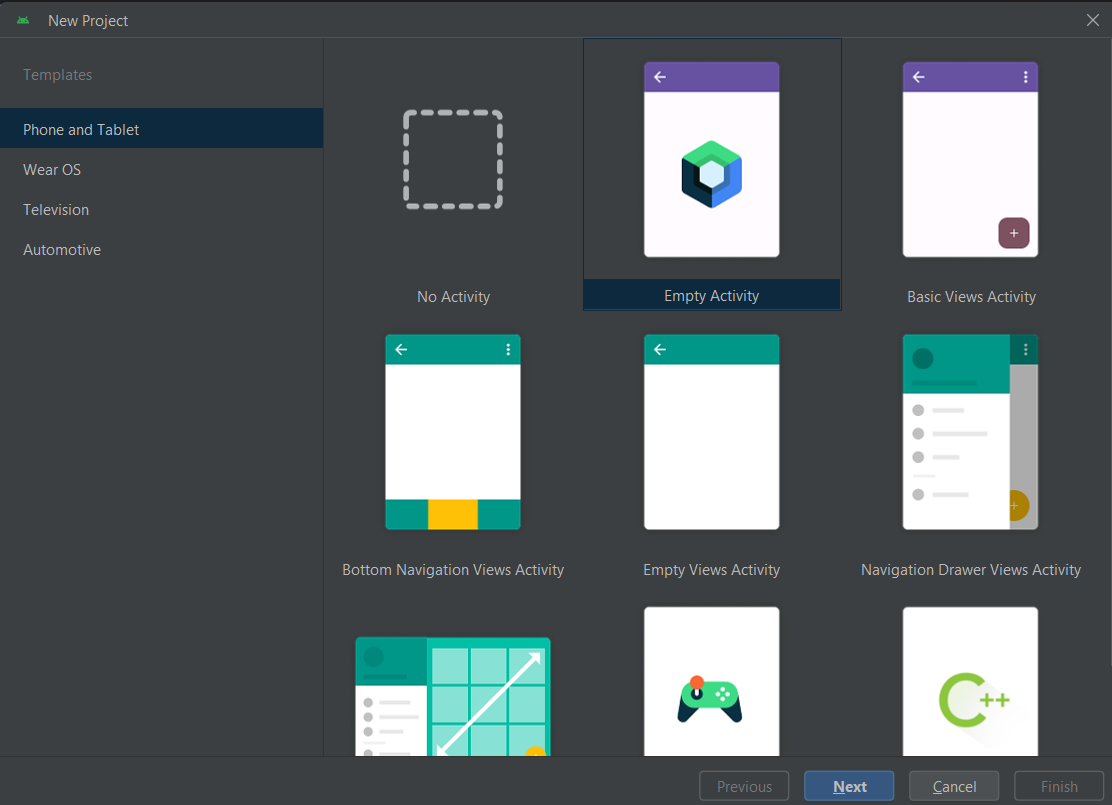 New Project
Templates
Phone and Tablet
Wear OS
Television
Automotive
No Activity
Empty Activity
Basic Views Activity
Bottom Navigation Views Activity
Empty Views Activity
Navigation Drawer Views Activity
C++
Previous
Next
Cancel
Finish